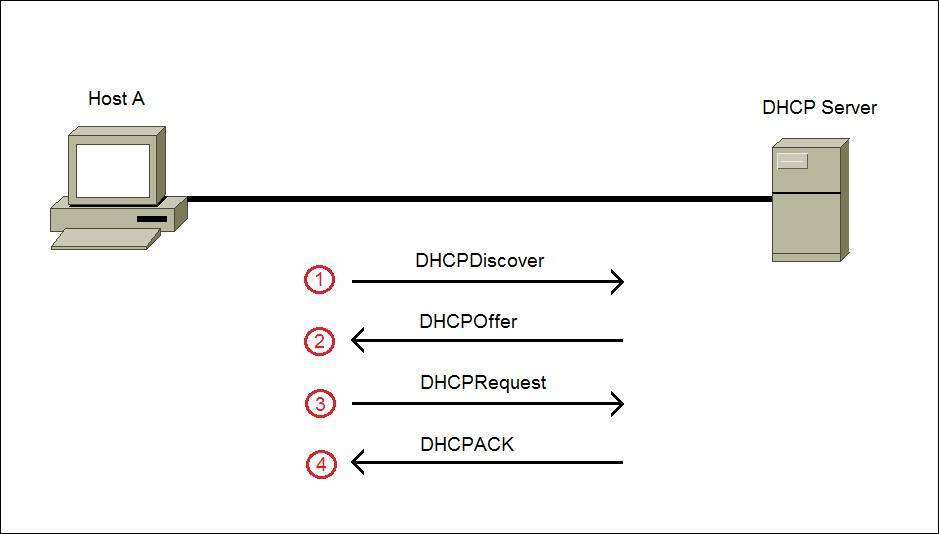 Host A
DHCP Server
DHCPDiscover
1
DHCPOffer
2
DHCPRequest
3
DHCPACK
4